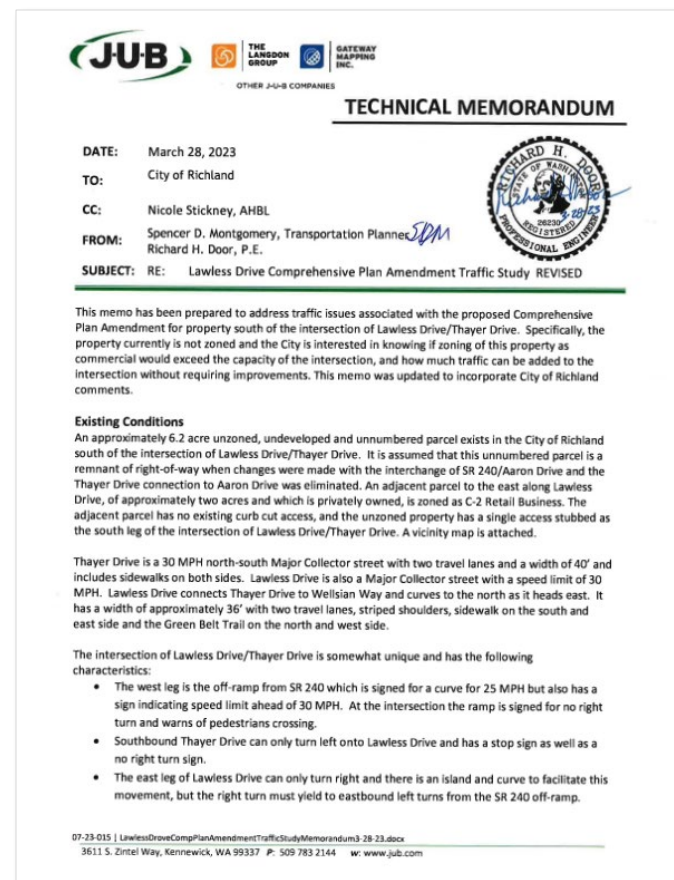 J·U·B
THE
LANGDON
GROUP
GATEWAY
MAPPING
INC.
OTHER J-U-B COMPANIES
TECHNICAL MEMORANDUM
DATE: March 28, 2023
TO: City of Richland
CC: Nicole Stickney, AHBL
FROM: Spencer D. Montgomery, Transportation Planner SDM
Richard H. Door, P.E.
SUBJECT: RE: Lawless Drive Comprehensive Plan Amendment Traffic Study REVISED
RICHARD H. DOOR
STATE OF WASHINGTON
26230
REGISTERED
PROFESSIONAL ENGINEER
3-28-23
This memo has been prepared to address traffic issues associated with the proposed Comprehensive
Plan Amendment for property south of the intersection of Lawless Drive/Thayer Drive. Specifically, the
property currently is not zoned and the City is interested in knowing if zoning of this property as
commercial would exceed the capacity of the intersection, and how much traffic can be added to the
intersection without requiring improvements. This memo was updated to incorporate City of Richland
comments.
Existing Conditions
An approximately 6.2 acre unzoned, undeveloped and unnumbered parcel exists in the City of Richland
south of the intersection of Lawless Drive/Thayer Drive. It is assumed that this unnumbered parcel is a
remnant of right-of-way when changes were made with the interchange of SR 240/Aaron Drive and the
Thayer Drive connection to Aaron Drive was eliminated. An adjacent parcel to the east along Lawless
Drive, of approximately two acres and which is privately owned, is zoned as C-2 Retail Business. The
adjacent parcel has no existing curb cut access, and the unzoned property has a single access stubbed as
the south leg of the intersection of Lawless Drive/Thayer Drive. A vicinity map is attached.
Thayer Drive is a 30 MPH north-south Major Collector street with two travel lanes and a width of 40' and
includes sidewalks on both sides. Lawless Drive is also a Major Collector street with a speed limit of 30
MPH. Lawless Drive connects Thayer Drive to Wellsian Way and curves to the north as it heads east. It
has a width of approximately 36' with two travel lanes, striped shoulders, sidewalk on the south and
east side and the Green Belt Trail on the north and west side.
The intersection of Lawless Drive/Thayer Drive is somewhat unique and has the following
characteristics:
• The west leg is the off-ramp from SR 240 which is signed for a curve for 25 MPH but also has a
sign indicating speed limit ahead of 30 MPH. At the intersection the ramp is signed for no right
turn and warns of pedestrians crossing.
• Southbound Thayer Drive can only turn left onto Lawless Drive and has a stop sign as well as a
no right turn sign.
• The east leg of Lawless Drive can only turn right and there is an island and curve to facilitate this
movement, but the right turn must yield to eastbound left turns from the SR 240 off-ramp.
07-23-015 | LawlessDroveCompPlanAmendmentTrafficStudyMemorandum3-28-23.docx
3611 S. Zintel Way, Kennewick, WA 99337 P: 509 783 2144 w: www.jub.com